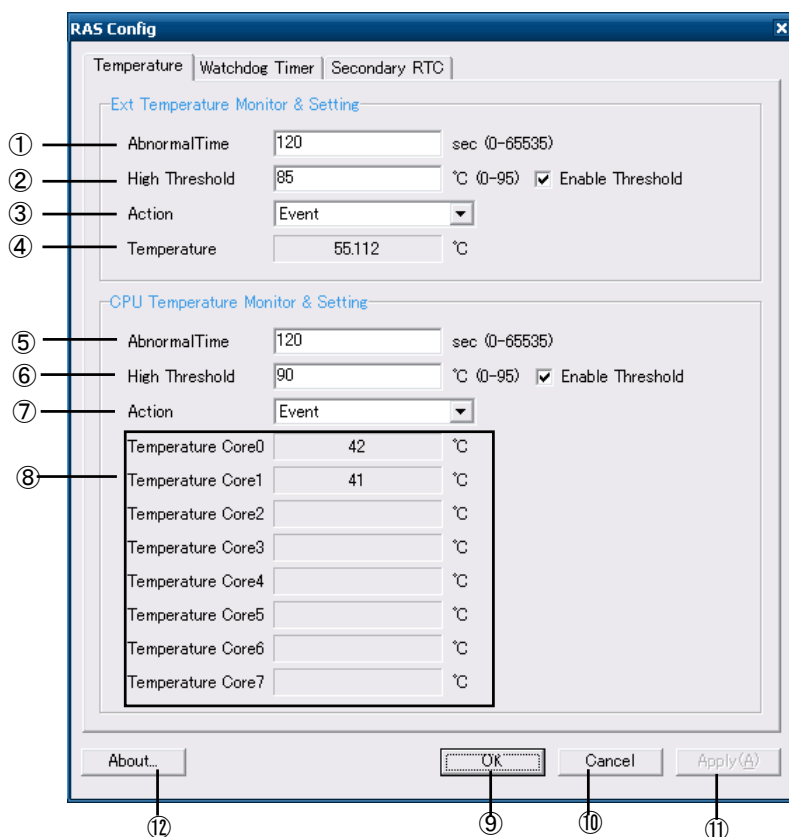 RAS Config
Temperature Watchdog Timer Secondary RTC
Ext Temperature Monitor & Setting
① AbnormalTime 120 sec (0-65535)
② High Threshold 85 °C (0-95) Enable Threshold
③ Action Event
④ Temperature 55.112 °C
CPU Temperature Monitor & Setting
⑤ AbnormalTime 120 sec (0-65535)
⑥ High Threshold 90 °C (0-95) Enable Threshold
⑦ Action Event
Temperature Core0 42 °C
⑧ Temperature Core1 41 °C
Temperature Core2 °C
Temperature Core3 °C
Temperature Core4 °C
Temperature Core5 °C
Temperature Core6 °C
Temperature Core7 °C
About... OK Cancel Apply(A)
⑫ ⑨ ⑩ ⑪